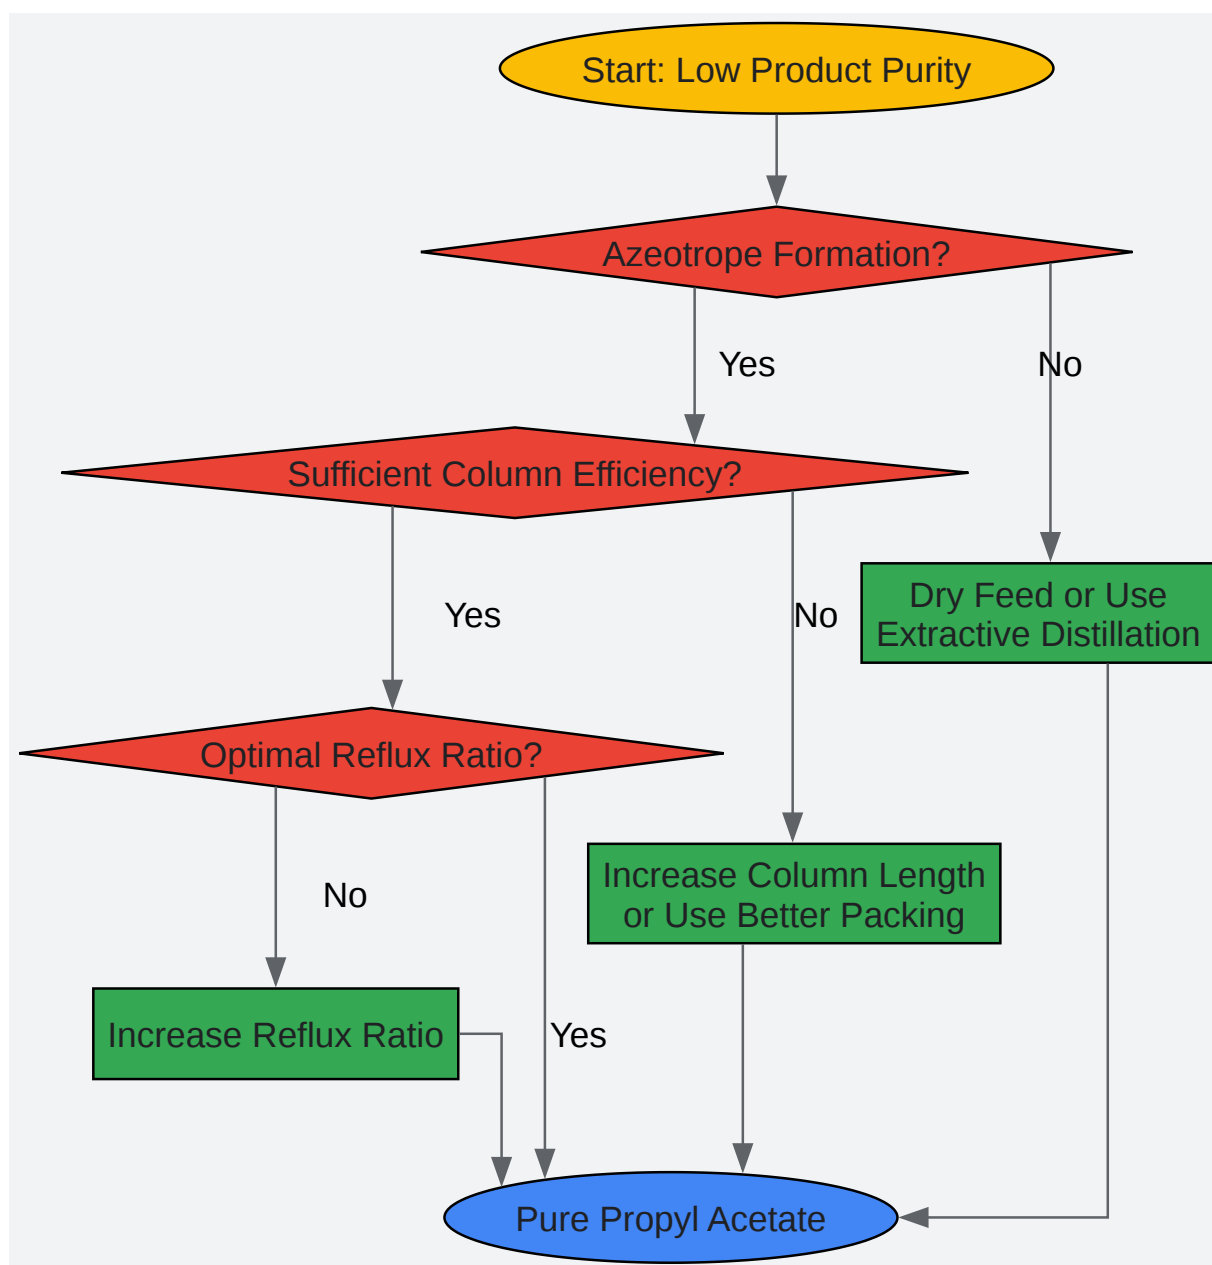 Start: Low Product Purity
Azeotrope Formation?
Yes
No
Sufficient Column Efficiency?
Dry Feed or Use
Extractive Distillation
Yes
No
Optimal Reflux Ratio?
Increase Column Length
or Use Better Packing
No
Increase Reflux Ratio
Yes
Pure Propyl Acetate